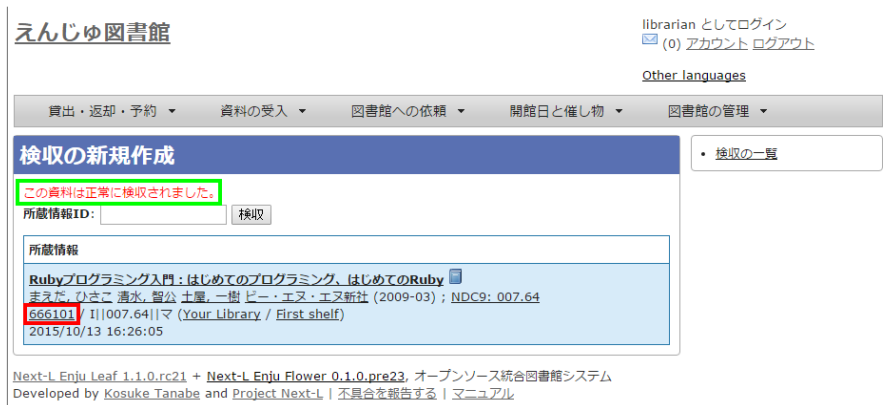 えんじゅ図書館
librarian としてログイン
(0) アカウント ログアウト
Other languages
貸出・返却・予約 ▼ 資料の受入 ▼ 図書館への依頼 ▼ 開館日と催し物 ▼ 図書館の管理 ▼
検収の新規作成
• 検収の一覧
この資料は正常に検収されました。
所蔵情報ID: 検収
所蔵情報
Rubyプログラミング入門 : はじめてのプログラミング、はじめてのRuby
まえだ, ひさこ 清水, 智公 土屋, 一樹 ビー・エヌ・エヌ新社 (2009-03) ; NDC9: 007.64
666101 / I||007.64||マ (Your Library / First shelf)
2015/10/13 16:26:05
Next-L Enju Leaf 1.1.0.rc21 + Next-L Enju Flower 0.1.0.pre23, オープンソース統合図書館システム
Developed by Kosuke Tanabe and Project Next-L | 不具合を報告する | マニュアル